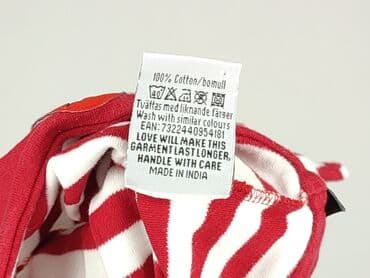 100% Cotton/bomull
40
Tvättas med liknande färger
Wash with similar colours
EAN: 7322440954181
LOVE WILL MAKE THIS
GARMENT LAST LONGER,
HANDLE WITH CARE
MADE IN INDIA